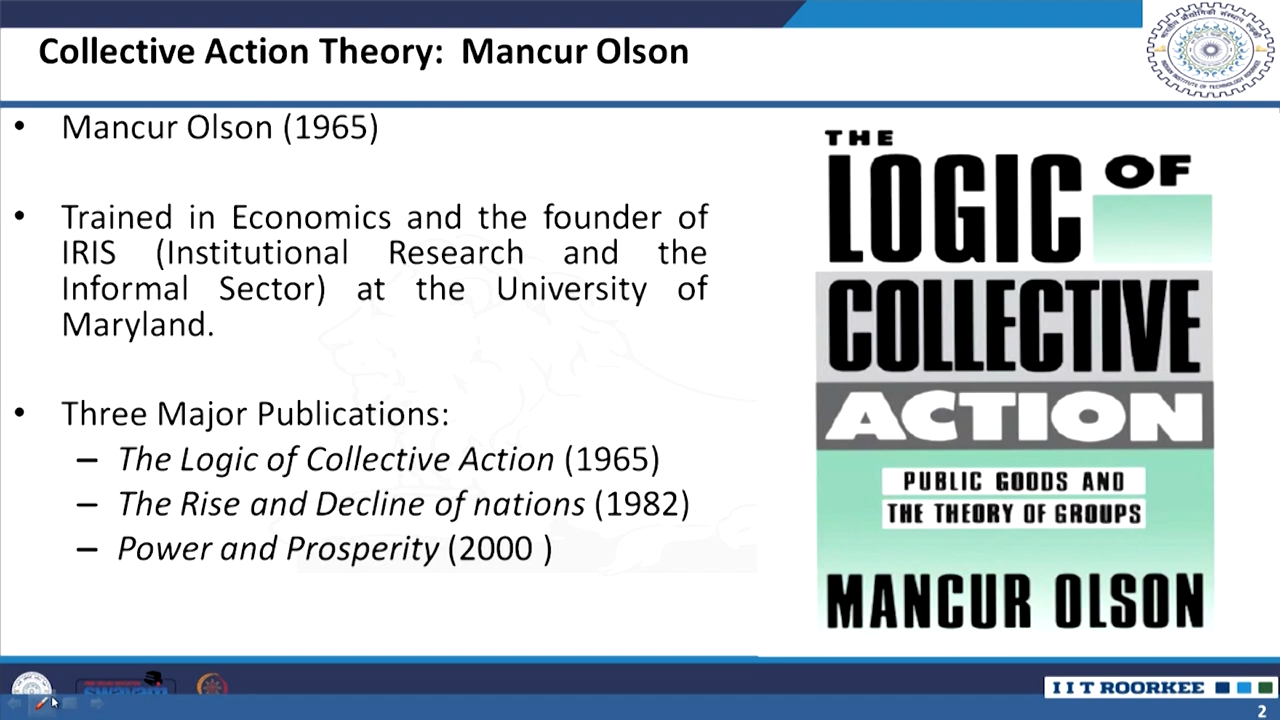 Collective Action Theory: Mancur Olson
• Mancur Olson (1965)
• Trained in Economics and the founder of
IRIS (Institutional Research and the
Informal Sector) at the University of
Maryland.
• Three Major Publications:
– The Logic of Collective Action (1965)
– The Rise and Decline of nations (1982)
– Power and Prosperity (2000 )
THE
LOGIC OF
COLLECTIVE
ACTION
PUBLIC GOODS AND
THE THEORY OF GROUPS
MANCUR OLSON
swayam
IIT ROORKEE
2